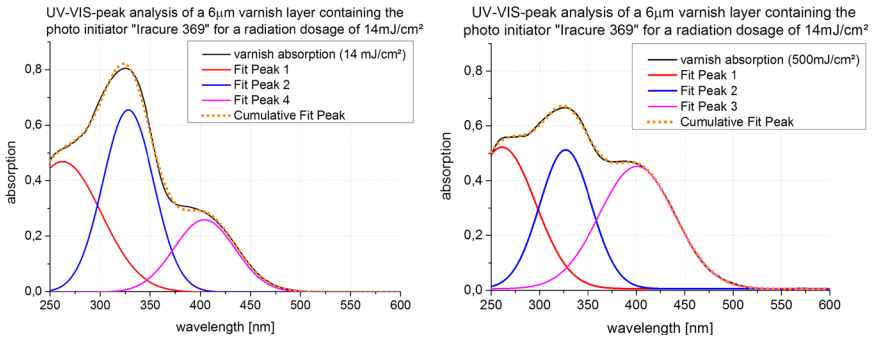 UV-VIS-peak analysis of a 6µm varnish layer containing the
photo initiator "Iracure 369" for a radiation dosage of 14mJ/cm²
varnish absorption (14 mJ/cm²)
Fit Peak 1
Fit Peak 2
Fit Peak 4
Cumulative Fit Peak
absorption
0,8
0,6
0,4
0,2
0,0
250 300 350 400 450 500 550 600
wavelength [nm]
UV-VIS-peak analysis of a 6µm varnish layer containing the
photo initiator "Iracure 369" for a radiation dosage of 14mJ/cm²
varnish absorption (500mJ/cm²)
Fit Peak 1
Fit Peak 2
Fit Peak 3
Cumulative Fit Peak
absorption
0,8
0,6
0,4
0,2
0,0
250 300 350 400 450 500 550 600
wavelength [nm]